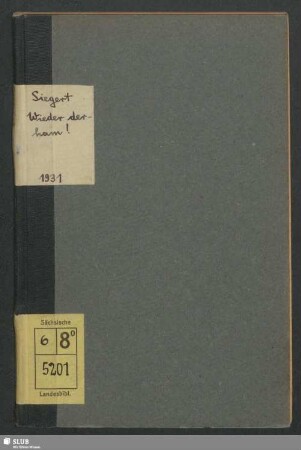 Siegert
Wieder der-
ham!
1931
Sächsische
6 8°
5201
Landesbibl.
SLUB
Wir führen Wissen.